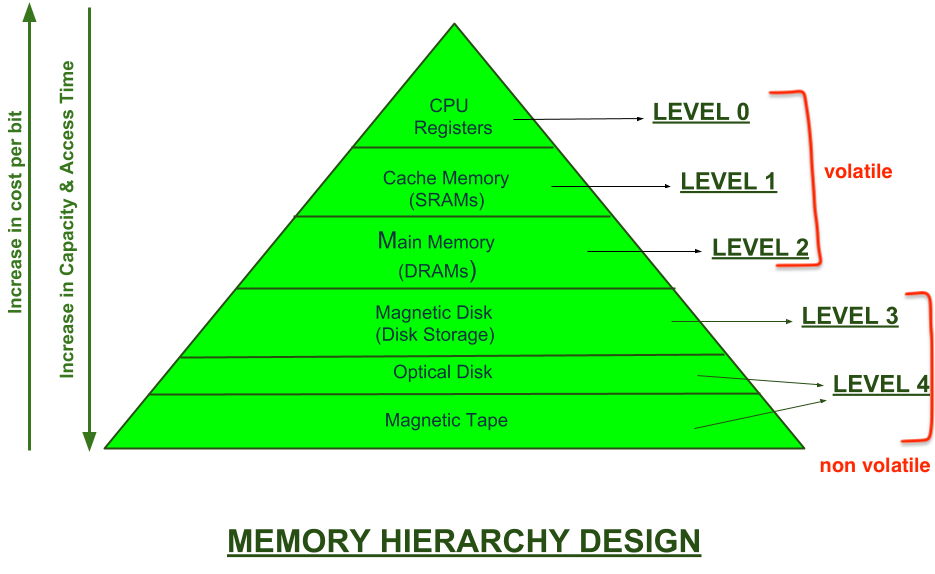 Increase in cost per bit
Increase in Capacity & Access Time
CPU
Registers
LEVEL 0
Cache Memory
(SRAMs)
LEVEL 1
volatile
Main Memory
(DRAMs)
LEVEL 2
Magnetic Disk
(Disk Storage)
LEVEL 3
Optical Disk
LEVEL 4
Magnetic Tape
non volatile
MEMORY HIERARCHY DESIGN